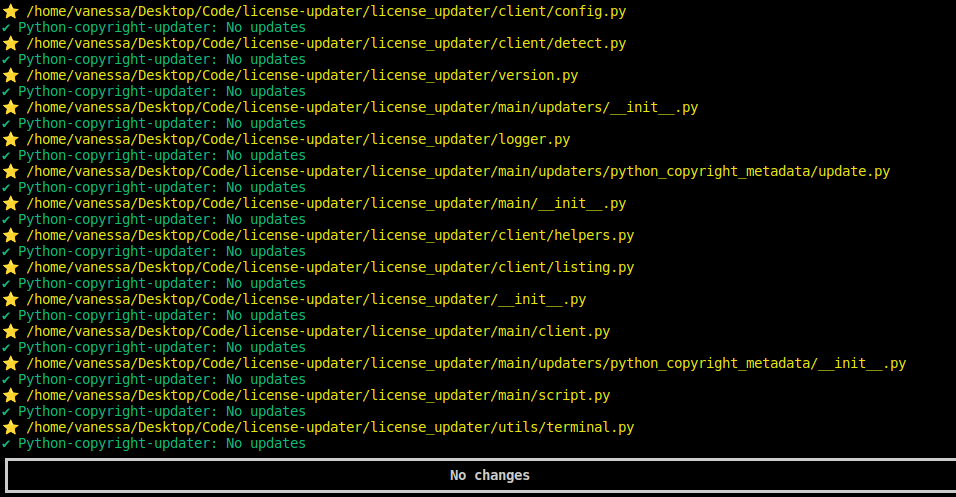 ⭐ /home/vanessa/Desktop/Code/license-updater/license_updater/client/config.py
✔ Python-copyright-updater: No updates
⭐ /home/vanessa/Desktop/Code/license-updater/license_updater/client/detect.py
✔ Python-copyright-updater: No updates
⭐ /home/vanessa/Desktop/Code/license-updater/license_updater/version.py
✔ Python-copyright-updater: No updates
⭐ /home/vanessa/Desktop/Code/license-updater/license_updater/main/updaters/__init__.py
✔ Python-copyright-updater: No updates
⭐ /home/vanessa/Desktop/Code/license-updater/license_updater/logger.py
✔ Python-copyright-updater: No updates
⭐ /home/vanessa/Desktop/Code/license-updater/license_updater/main/updaters/python_copyright_metadata/update.py
✔ Python-copyright-updater: No updates
⭐ /home/vanessa/Desktop/Code/license-updater/license_updater/main/__init__.py
✔ Python-copyright-updater: No updates
⭐ /home/vanessa/Desktop/Code/license-updater/license_updater/client/helpers.py
✔ Python-copyright-updater: No updates
⭐ /home/vanessa/Desktop/Code/license-updater/license_updater/client/listing.py
✔ Python-copyright-updater: No updates
⭐ /home/vanessa/Desktop/Code/license-updater/license_updater/__init__.py
✔ Python-copyright-updater: No updates
⭐ /home/vanessa/Desktop/Code/license-updater/license_updater/main/client.py
✔ Python-copyright-updater: No updates
⭐ /home/vanessa/Desktop/Code/license-updater/license_updater/main/updaters/python_copyright_metadata/__init__.py
✔ Python-copyright-updater: No updates
⭐ /home/vanessa/Desktop/Code/license-updater/license_updater/main/script.py
✔ Python-copyright-updater: No updates
⭐ /home/vanessa/Desktop/Code/license-updater/license_updater/utils/terminal.py
✔ Python-copyright-updater: No updates
No changes